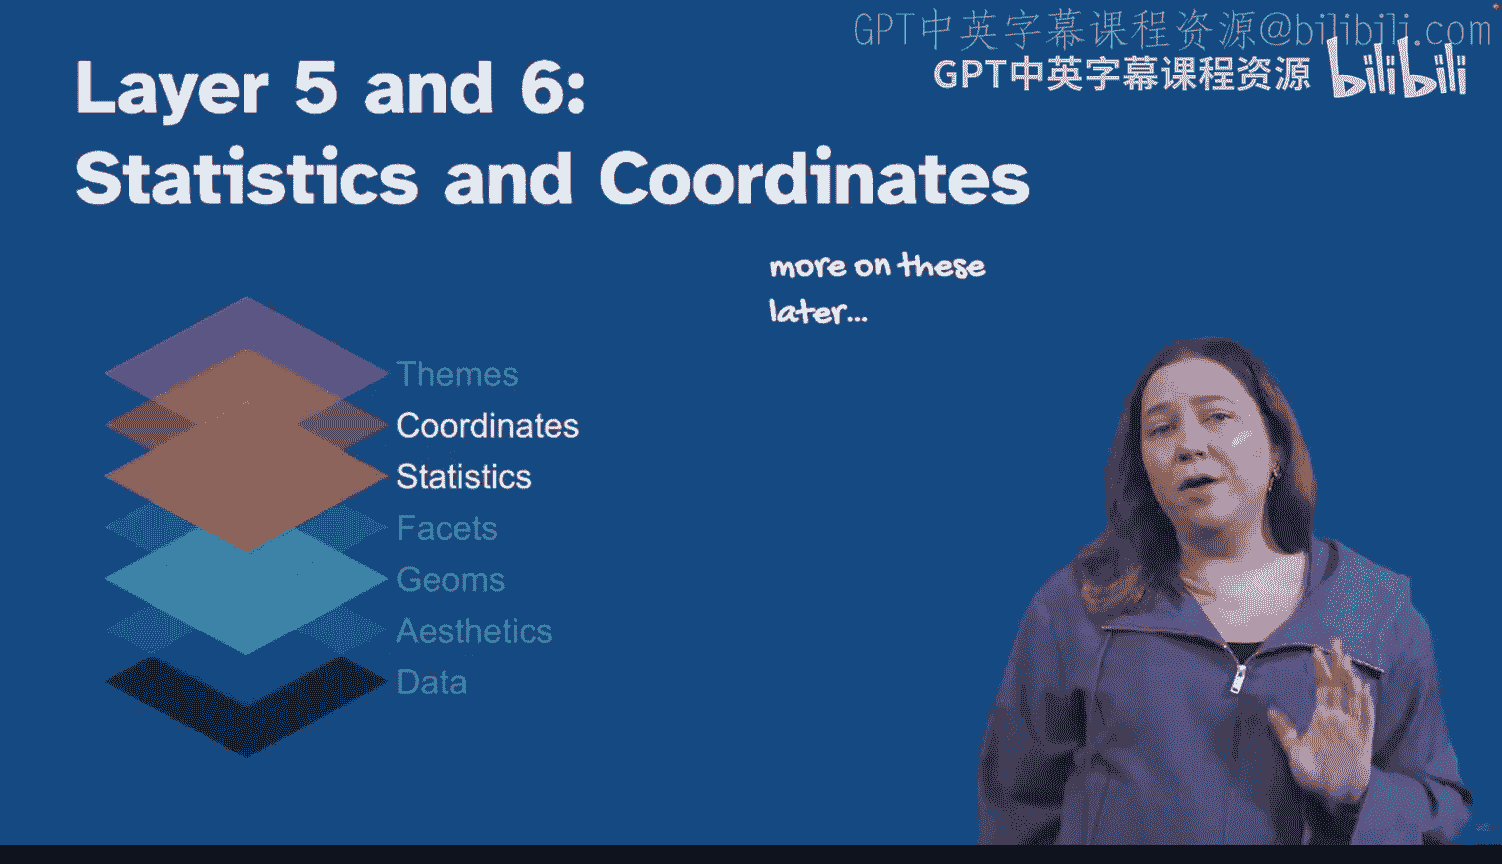 GPT中英字幕课程资源@bilibili.com
GPT中英字幕课程资源 bilibili
Layer 5 and 6:
Statistics and Coordinates
more on these
later...
Themes
Coordinates
Statistics
Facets
Geoms
Aesthetics
Data